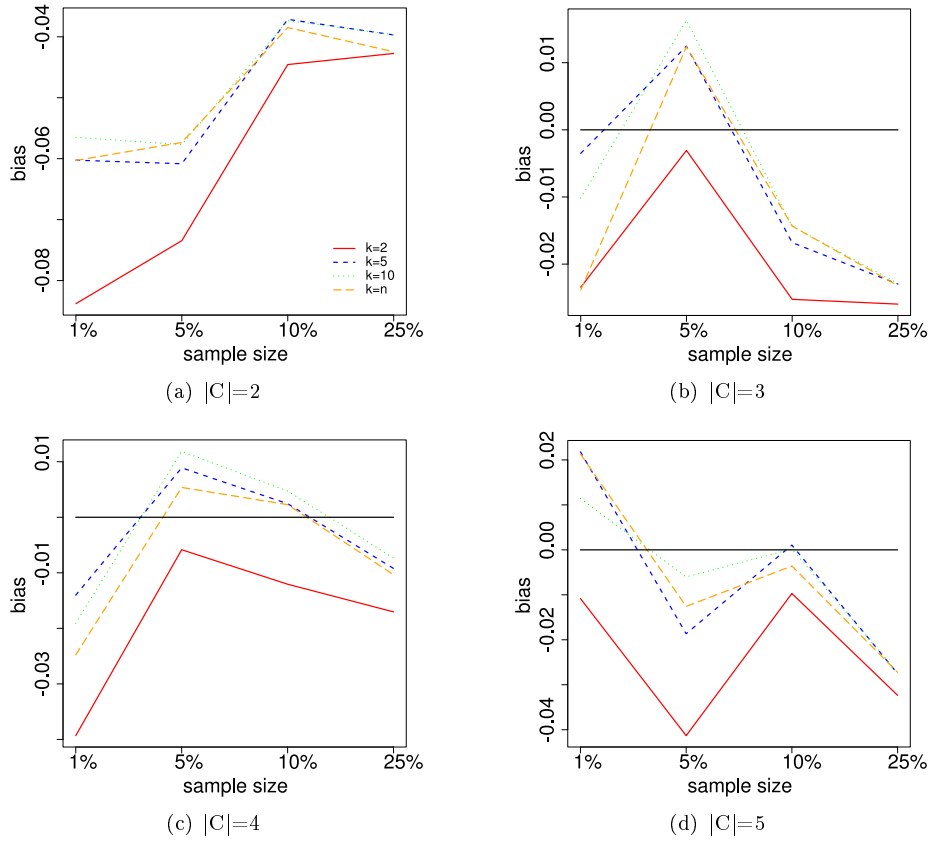 -0.04
-0.06
-0.08
bias
k=2
k=5
k=10
k=n
1%
5%
10%
25%
sample size
(a) |C|=2
0.01
0.00
-0.01
-0.02
bias
1%
5%
10%
25%
sample size
(b) |C|=3
0.01
-0.01
-0.03
bias
1%
5%
10%
25%
sample size
(c) |C|=4
0.02
0.00
-0.02
-0.04
bias
1%
5%
10%
25%
sample size
(d) |C|=5